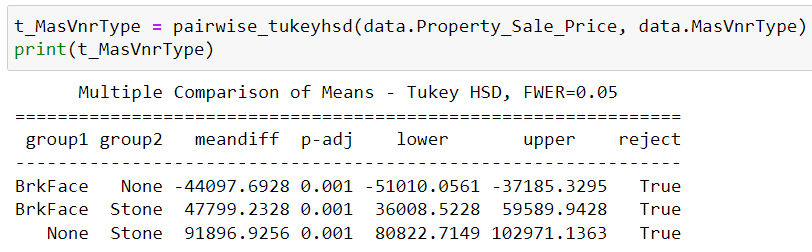 t_MasVnrType = pairwise_tukeyhsd(data.Property_Sale_Price, data.MasVnrType)
print(t_MasVnrType)
Multiple Comparison of Means - Tukey HSD, FWER=0.05
================================================================
group1 group2 meandiff p-adj lower upper reject
----------------------------------------------------------------
BrkFace None -44097.6928 0.001 -51010.0561 -37185.3295 True
BrkFace Stone 47799.2328 0.001 36008.5228 59589.9428 True
None Stone 91896.9256 0.001 80822.7149 102971.1363 True